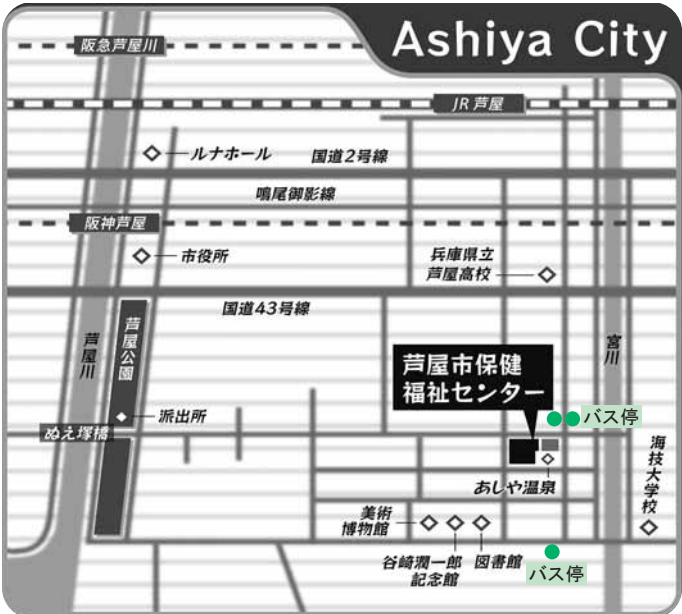 Ashiya City
阪急芦屋川
JR芦屋
ルナホール
国道2号線
鳴尾御影線
阪神芦屋
市役所
兵庫県立
芦屋高校
国道43号線
芦屋川
芦屋公園
宮川
芦屋市保健
福祉センター
派出所
バス停
ぬえ塚橋
海技大学校
あしや温泉
美術
博物館
谷崎潤一郎
記念館
図書館
バス停